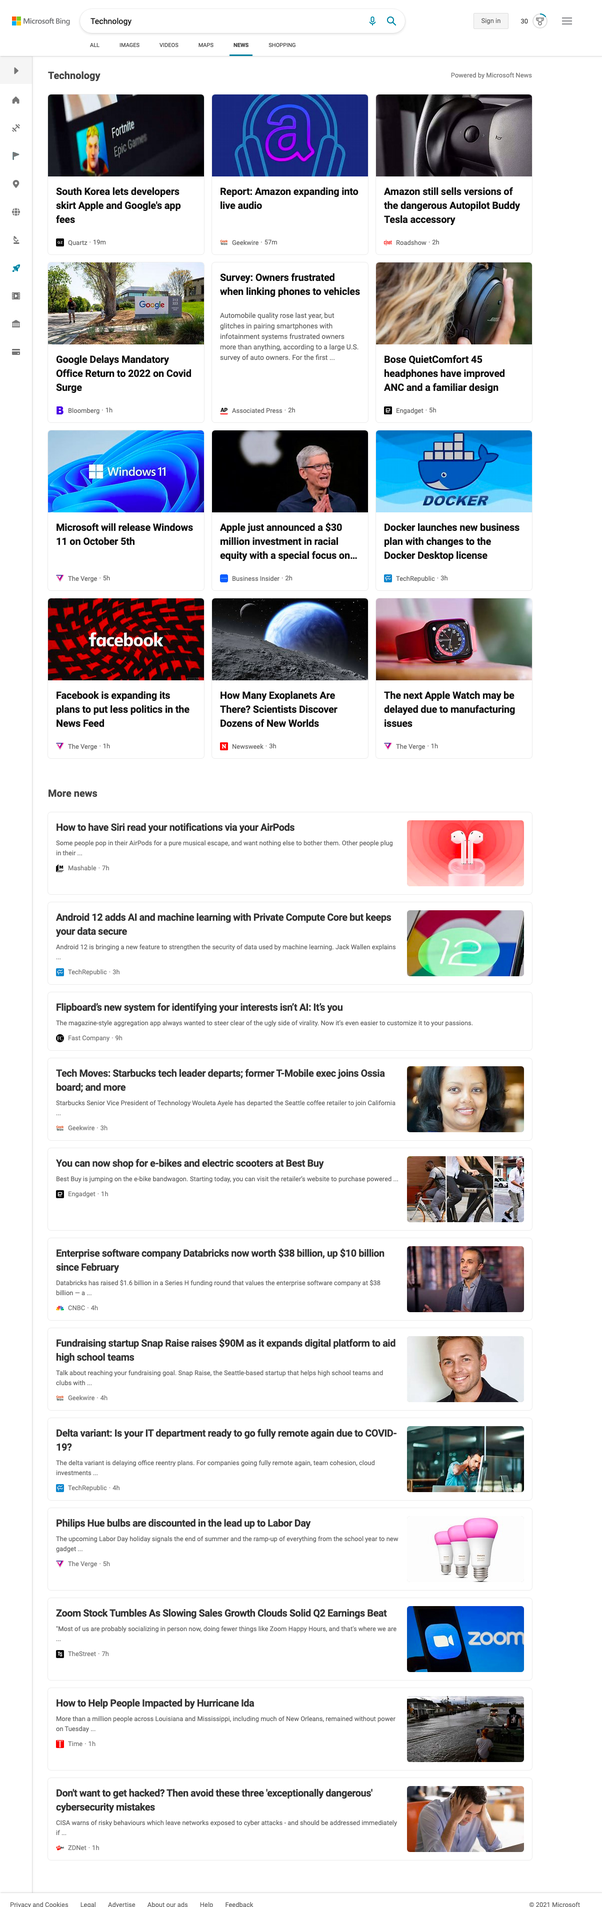 Microsoft Bing
Technology
Sign in
30
ALL
IMAGES
VIDEOS
MAPS
NEWS
SHOPPING
Technology
Powered by Microsoft News
Fortnite
Epic Games
South Korea lets developers
skirt Apple and Google's app
fees
Quartz · 19m
a
Report: Amazon expanding into
live audio
Geekwire · 57m
Amazon still sells versions of
the dangerous Autopilot Buddy
Tesla accessory
Roadshow · 2h
Google
Google Delays Mandatory
Office Return to 2022 on Covid
Surge
Bloomberg · 1h
Survey: Owners frustrated
when linking phones to vehicles
Automobile quality rose last year, but
glitches in pairing smartphones with
infotainment systems frustrated owners
more than anything, according to a large U.S.
survey of auto owners. For the first ...
AP
Associated Press · 2h
Bose QuietComfort 45
headphones have improved
ANC and a familiar design
Engadget · 5h
Windows 11
Microsoft will release Windows
11 on October 5th
The Verge · 5h
Apple just announced a $30
million investment in racial
equity with a special focus on...
Business Insider · 2h
DOCKER
Docker launches new business
plan with changes to the
Docker Desktop license
TechRepublic · 3h
facebook
Facebook is expanding its
plans to put less politics in the
News Feed
The Verge · 1h
How Many Exoplanets Are
There? Scientists Discover
Dozens of New Worlds
N
Newsweek · 3h
The next Apple Watch may be
delayed due to manufacturing
issues
The Verge · 1h
More news
How to have Siri read your notifications via your AirPods
Some people pop in their AirPods for a pure musical escape, and want nothing else to bother them. Other people plug
in their ...
Mashable · 7h
Android 12 adds AI and machine learning with Private Compute Core but keeps
your data secure
Android 12 is bringing a new feature to strengthen the security of data used by machine learning. Jack Wallen explains
...
TechRepublic · 3h
12
Flipboard's new system for identifying your interests isn't AI: It's you
The magazine-style aggregation app always wanted to steer clear of the ugly side of virality. Now it's even easier to customize it to your passions.
Fast Company · 9h
Tech Moves: Starbucks tech leader departs; former T-Mobile exec joins Ossia
board; and more
Starbucks Senior Vice President of Technology Wouleta Ayele has departed the Seattle coffee retailer to join California
...
Geekwire · 3h
You can now shop for e-bikes and electric scooters at Best Buy
Best Buy is jumping on the e-bike bandwagon. Starting today, you can visit the retailer's website to purchase powered ...
Engadget · 1h
Enterprise software company Databricks now worth $38 billion, up $10 billion
since February
Databricks has raised $1.6 billion in a Series H funding round that values the enterprise software company at $38
billion — a ...
CNBC · 4h
Fundraising startup Snap Raise raises $90M as it expands digital platform to aid
high school teams
Talk about reaching your fundraising goal. Snap Raise, the Seattle-based startup that helps high school teams and
clubs with ...
Geekwire · 4h
Delta variant: Is your IT department ready to go fully remote again due to COVID-
19?
The delta variant is delaying office reentry plans. For companies going fully remote again, team cohesion, cloud
investments ...
TechRepublic · 4h
Philips Hue bulbs are discounted in the lead up to Labor Day
The upcoming Labor Day holiday signals the end of summer and the ramp-up of everything from the school year to new
gadget ...
The Verge · 5h
Zoom Stock Tumbles As Slowing Sales Growth Clouds Solid Q2 Earnings Beat
"Most of us are probably socializing in person now, doing fewer things like Zoom Happy Hours, and that's where we are
...
TheStreet · 7h
zoom
How to Help People Impacted by Hurricane Ida
More than a million people across Louisiana and Mississippi, including much of New Orleans, remained without power
on Tuesday ...
Time · 1h
Don't want to get hacked? Then avoid these three 'exceptionally dangerous'
cybersecurity mistakes
CISA warns of risky behaviours which leave networks exposed to cyber attacks - and should be addressed immediately
if ...
ZDNet · 1h
Privacy and Cookies
Legal
Advertise
About our ads
Help
Feedback
© 2021 Microsoft